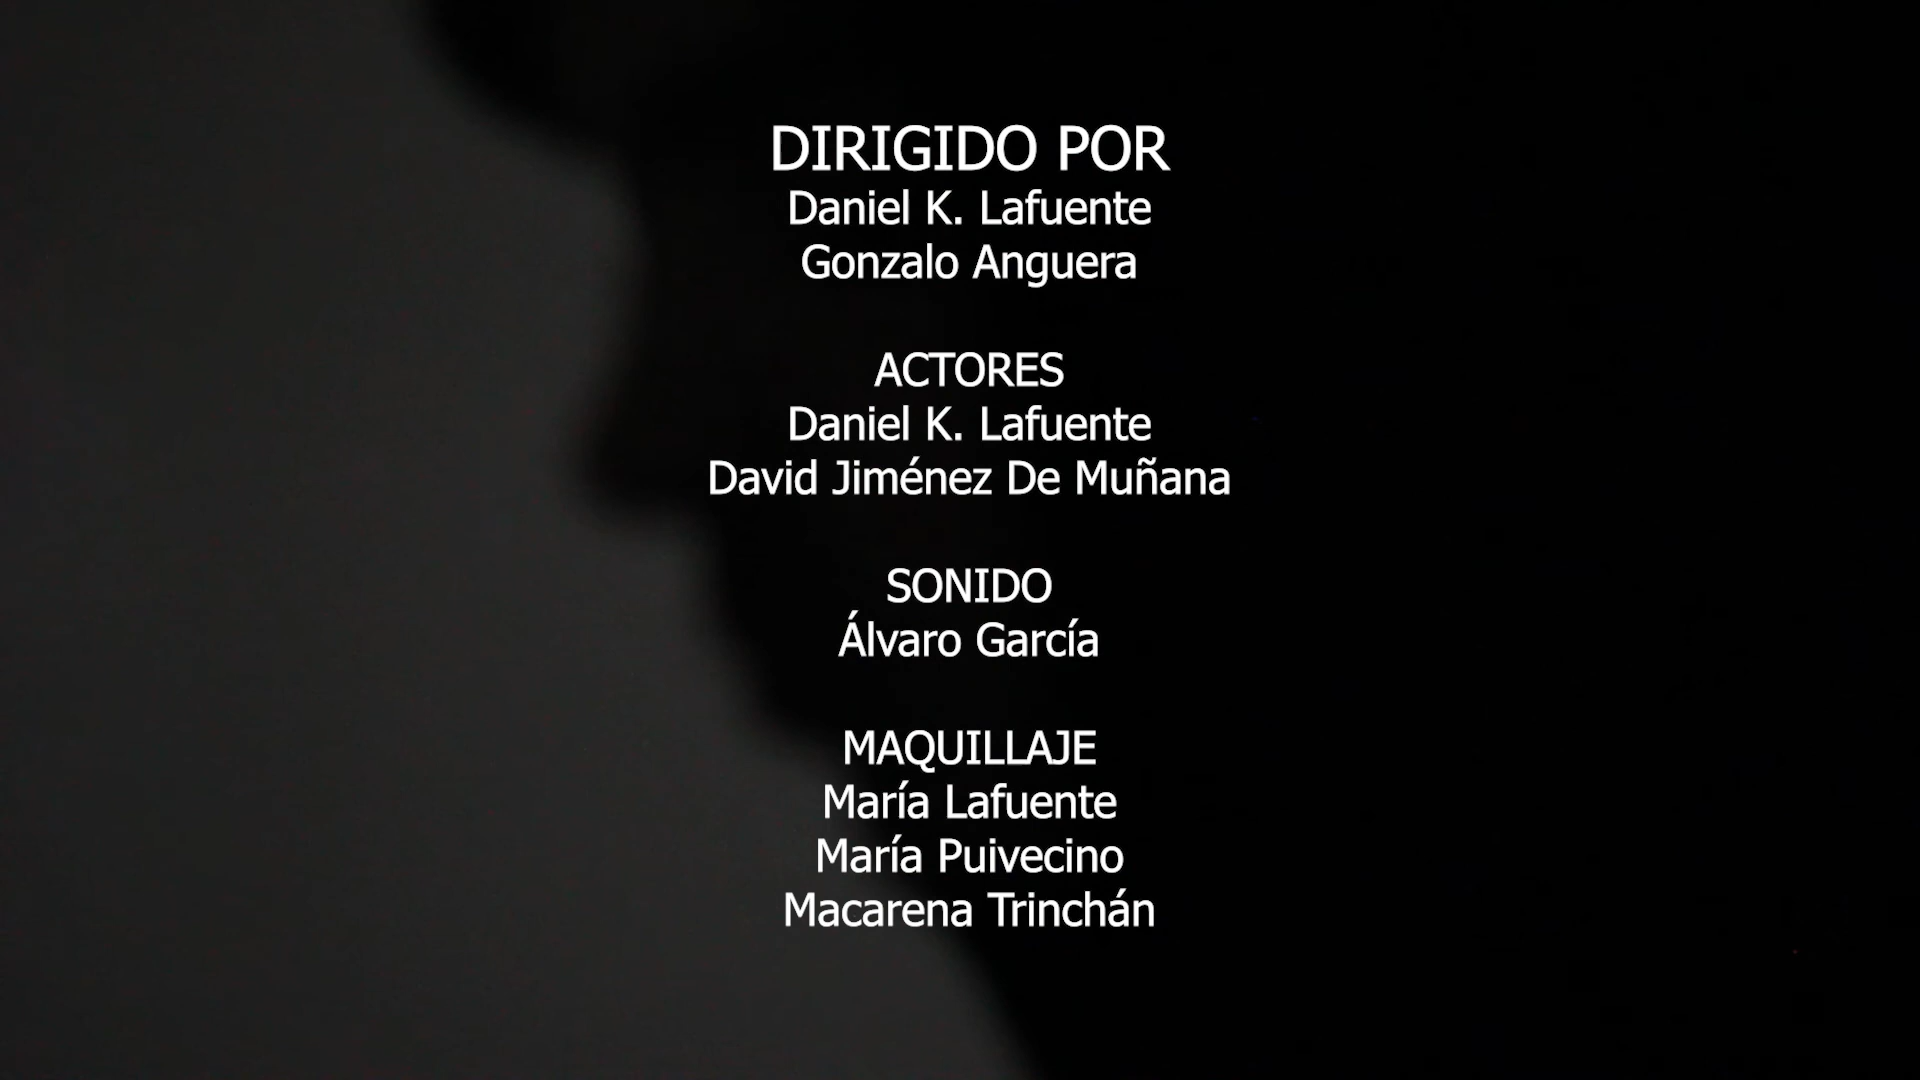 DIRIGIDO POR
Daniel K. Lafuente
Gonzalo Anguera
ACTORES
Daniel K. Lafuente
David Jiménez De Muñana
SONIDO
Álvaro García
MAQUILLAJE
María Lafuente
María Puivecino
Macarena Trinchán